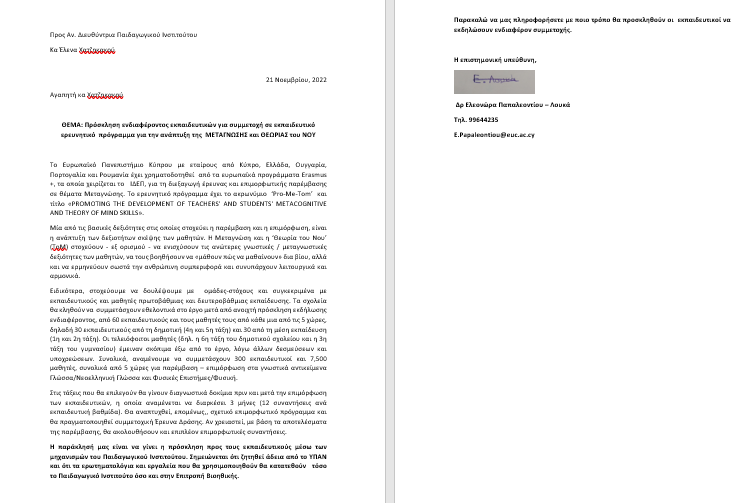 Προς Αν. Διευθύντρια Παιδαγωγικού Ινστιτούτου
Κα Έλενα Χατζηκακού
21 Νοεμβρίου, 2022
Αγαπητή κα Χατζηκακού
ΘΕΜΑ: Πρόσκληση ενδιαφέροντος εκπαιδευτικών για συμμετοχή σε εκπαιδευτικό
ερευνητικό πρόγραμμα για την ανάπτυξη της ΜΕΤΑΓΝΩΣΗΣ και ΘΕΩΡΙΑΣ του ΝΟΥ
Το Ευρωπαϊκό Πανεπιστήμιο Κύπρου με εταίρους από Κύπρο, Ελλάδα, Ουγγαρία,
Πορτογαλία και Ρουμανία έχει χρηματοδοτηθεί από τα ευρωπαϊκά προγράμματα Erasmus
+, τα οποία χειρίζεται το ΙΔΕΠ, για τη διεξαγωγή έρευνας και επιμορφωτικής παρέμβασης
σε θέματα Μεταγνώσης. Το ερευνητικό πρόγραμμα έχει το ακρωνύμιο 'Pro-Me-Tom' και
τίτλο «PROMOTING THE DEVELOPMENT OF TEACHERS' AND STUDENTS' METACOGNITIVE
AND THEORY OF MIND SKILLS».
Μία από τις βασικές δεξιότητες στις οποίες στοχεύει η παρέμβαση και η επιμόρφωση, είναι
η ανάπτυξη των δεξιοτήτων σκέψης των μαθητών. Η Μεταγνώση και η 'Θεωρία του Νου'
(ΤοΜ) στοχεύουν - εξ ορισμού - να ενισχύσουν τις ανώτερες γνωστικές / μεταγνωστικές
δεξιότητες των μαθητών, να τους βοηθήσουν να «μάθουν πώς να μαθαίνουν» δια βίου, αλλά
και να ερμηνεύουν σωστά την ανθρώπινη συμπεριφορά και συνυπάρχουν λειτουργικά και
αρμονικά.
Ειδικότερα, στοχεύουμε να δουλέψουμε με ομάδες-στόχους και συγκεκριμένα με
εκπαιδευτικούς και μαθητές πρωτοβάθμιας και δευτεροβάθμιας εκπαίδευσης. Τα σχολεία
θα κληθούν να συμμετάσχουν εθελοντικά στο έργο μετά από ανοιχτή πρόσκληση εκδήλωσης
ενδιαφέροντος, από 60 εκπαιδευτικούς και τους μαθητές τους από κάθε μια από τις 5 χώρες,
δηλαδή 30 εκπαιδευτικούς από τη δημοτική (4η και 5η τάξη) και 30 από τη μέση εκπαίδευση
(1η και 2η τάξη). Οι τελειόφοιτοι μαθητές (δηλ. η 6η τάξη του δημοτικού σχολείου και η 3η
τάξη του γυμνασίου) έμειναν σκόπιμα έξω από το έργο, λόγω άλλων δεσμεύσεων και
υποχρεώσεων. Συνολικά, αναμένουμε να συμμετάσχουν 300 εκπαιδευτικοί και 7,500
μαθητές, συνολικά από 5 χώρες για παρέμβαση – επιμόρφωση στα γνωστικά αντικείμενα
Γλώσσα/Νεοελληνική Γλώσσα και Φυσικές Επιστήμες/Φυσική.
Στις τάξεις που θα επιλεγούν θα γίνουν διαγνωστικά δοκίμια πριν και μετά την επιμόρφωση
των εκπαιδευτικών, η οποία αναμένεται να διαρκέσει 3 μήνες (12 συναντήσεις ανά
εκπαιδευτική βαθμίδα). Θα αναπτυχθεί, επομένως,, σχετικό επιμορφωτικό πρόγραμμα και
θα πραγματοποιηθεί συμμετοχική Έρευνα Δράσης. Αν χρειαστεί, με βάση τα αποτελέσματα
της παρέμβασης, θα ακολουθήσουν και επιπλέον επιμορφωτικές συναντήσεις.
Η παράκλησή μας είναι να γίνει η πρόσκληση προς τους εκπαιδευτικούς μέσω των
μηχανισμών του Παιδαγωγικού Ινστιτούτου. Σημειώνεται ότι ζητηθεί άδεια από το ΥΠΑΝ
και ότι τα ερωτηματολόγια και εργαλεία που θα χρησιμοποιηθούν θα κατατεθούν τόσο
το Παιδαγωγικό Ινστιτούτο όσο και στην Επιτροπή Βιοηθικής.
Παρακαλώ να μας πληροφορήσετε με ποιο τρόπο θα προσκληθούν οι εκπαιδευτικοί να
εκδηλώσουν ενδιαφέρον συμμετοχής.
Η επιστημονική υπεύθυνη,
Ε. Λουκά
Δρ Ελεονώρα Παπαλεοντίου – Λουκά
Τηλ. 99644235
E.Papaleontiou@euc.ac.cy